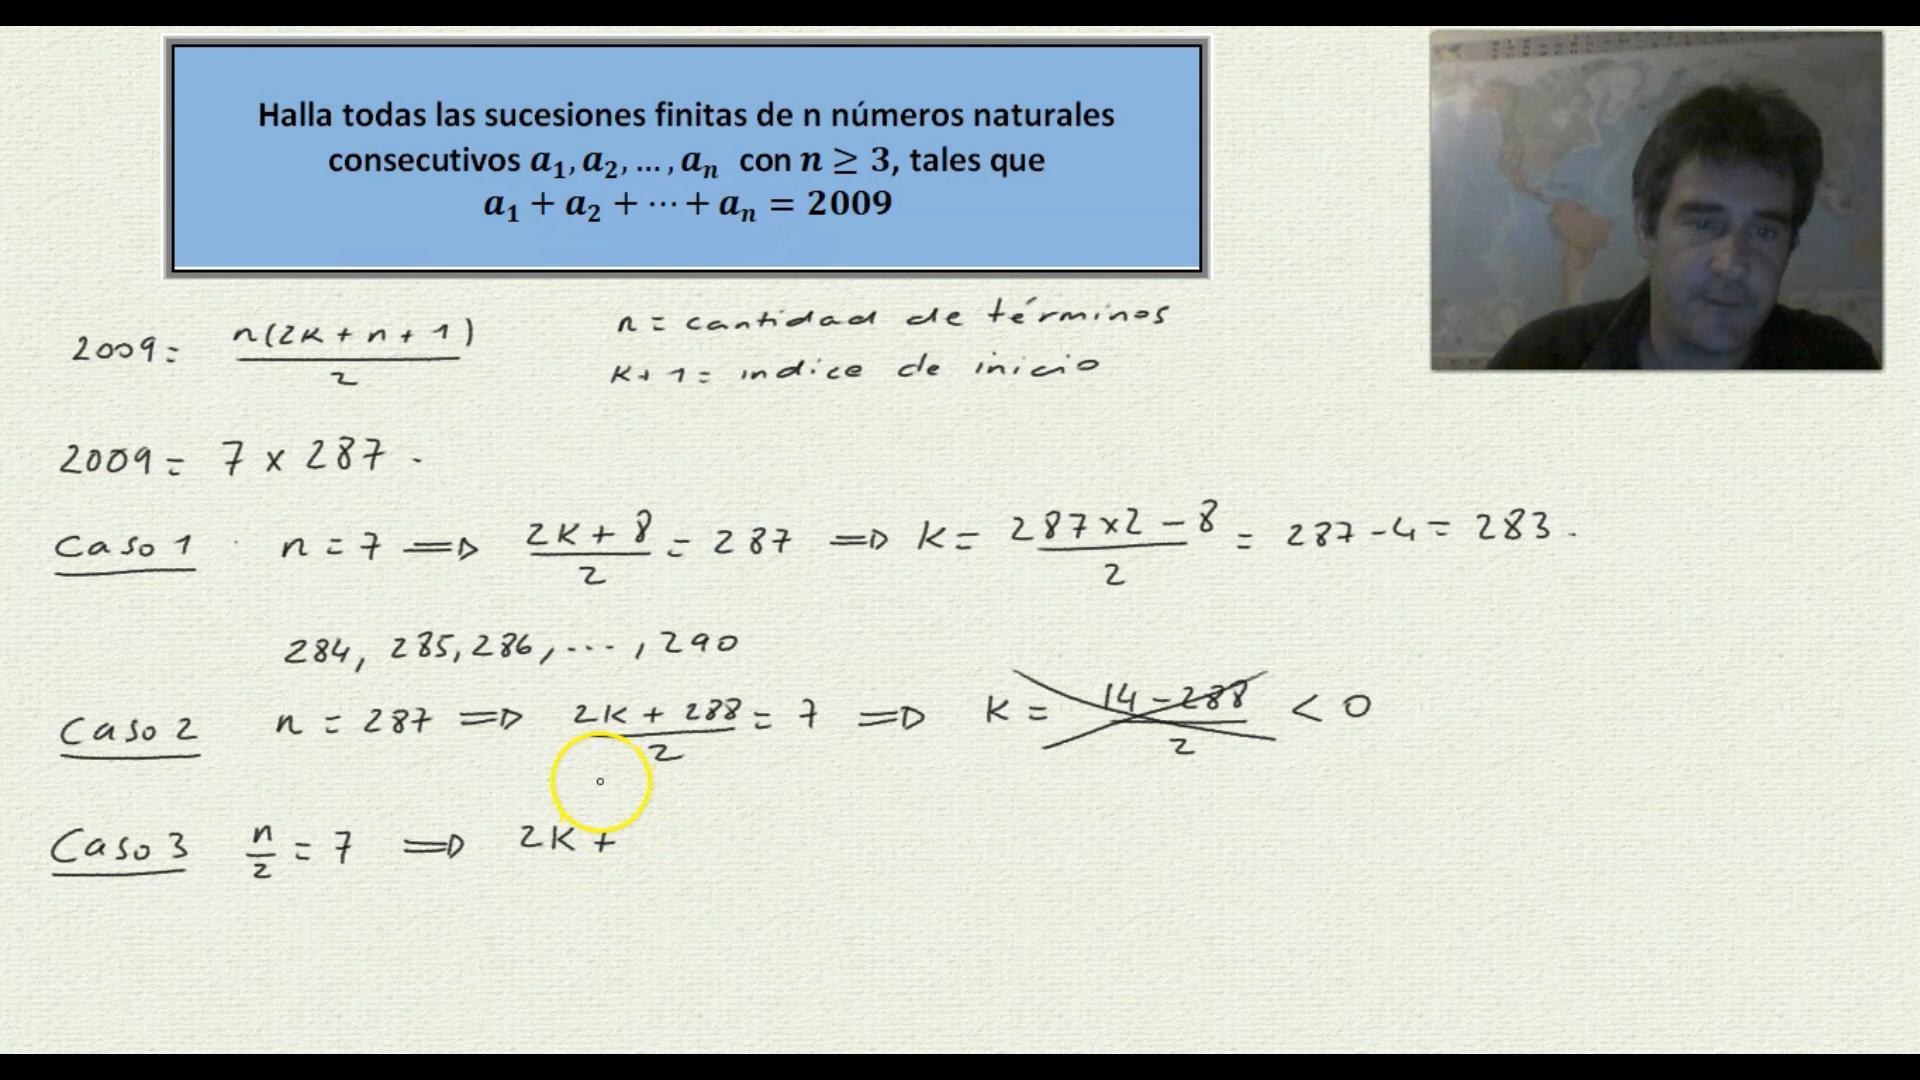 Halla todas las sucesiones finitas de n números naturales
consecutivos a₁, a₂, …, aₙ con n ≥ 3, tales que
a₁ + a₂ + ⋯ + aₙ = 2009
2009 = n(2k + n + 1) / 2
n = cantidad de términos
k + 1 = indice de inicio
2009 = 7 x 287 .
Caso 1 n = 7 ⇒ (2k + 8) / 2 = 287 ⇒ k = (287 x 2 - 8) / 2 = 287 - 4 = 283 .
284, 285, 286, ..., 290
Caso 2 n = 287 ⇒ (2k + 288) / 2 = 7 ⇒ k = (14 - 288) / 2 < 0
Caso 3 n / 2 = 7 ⇒ 2k +